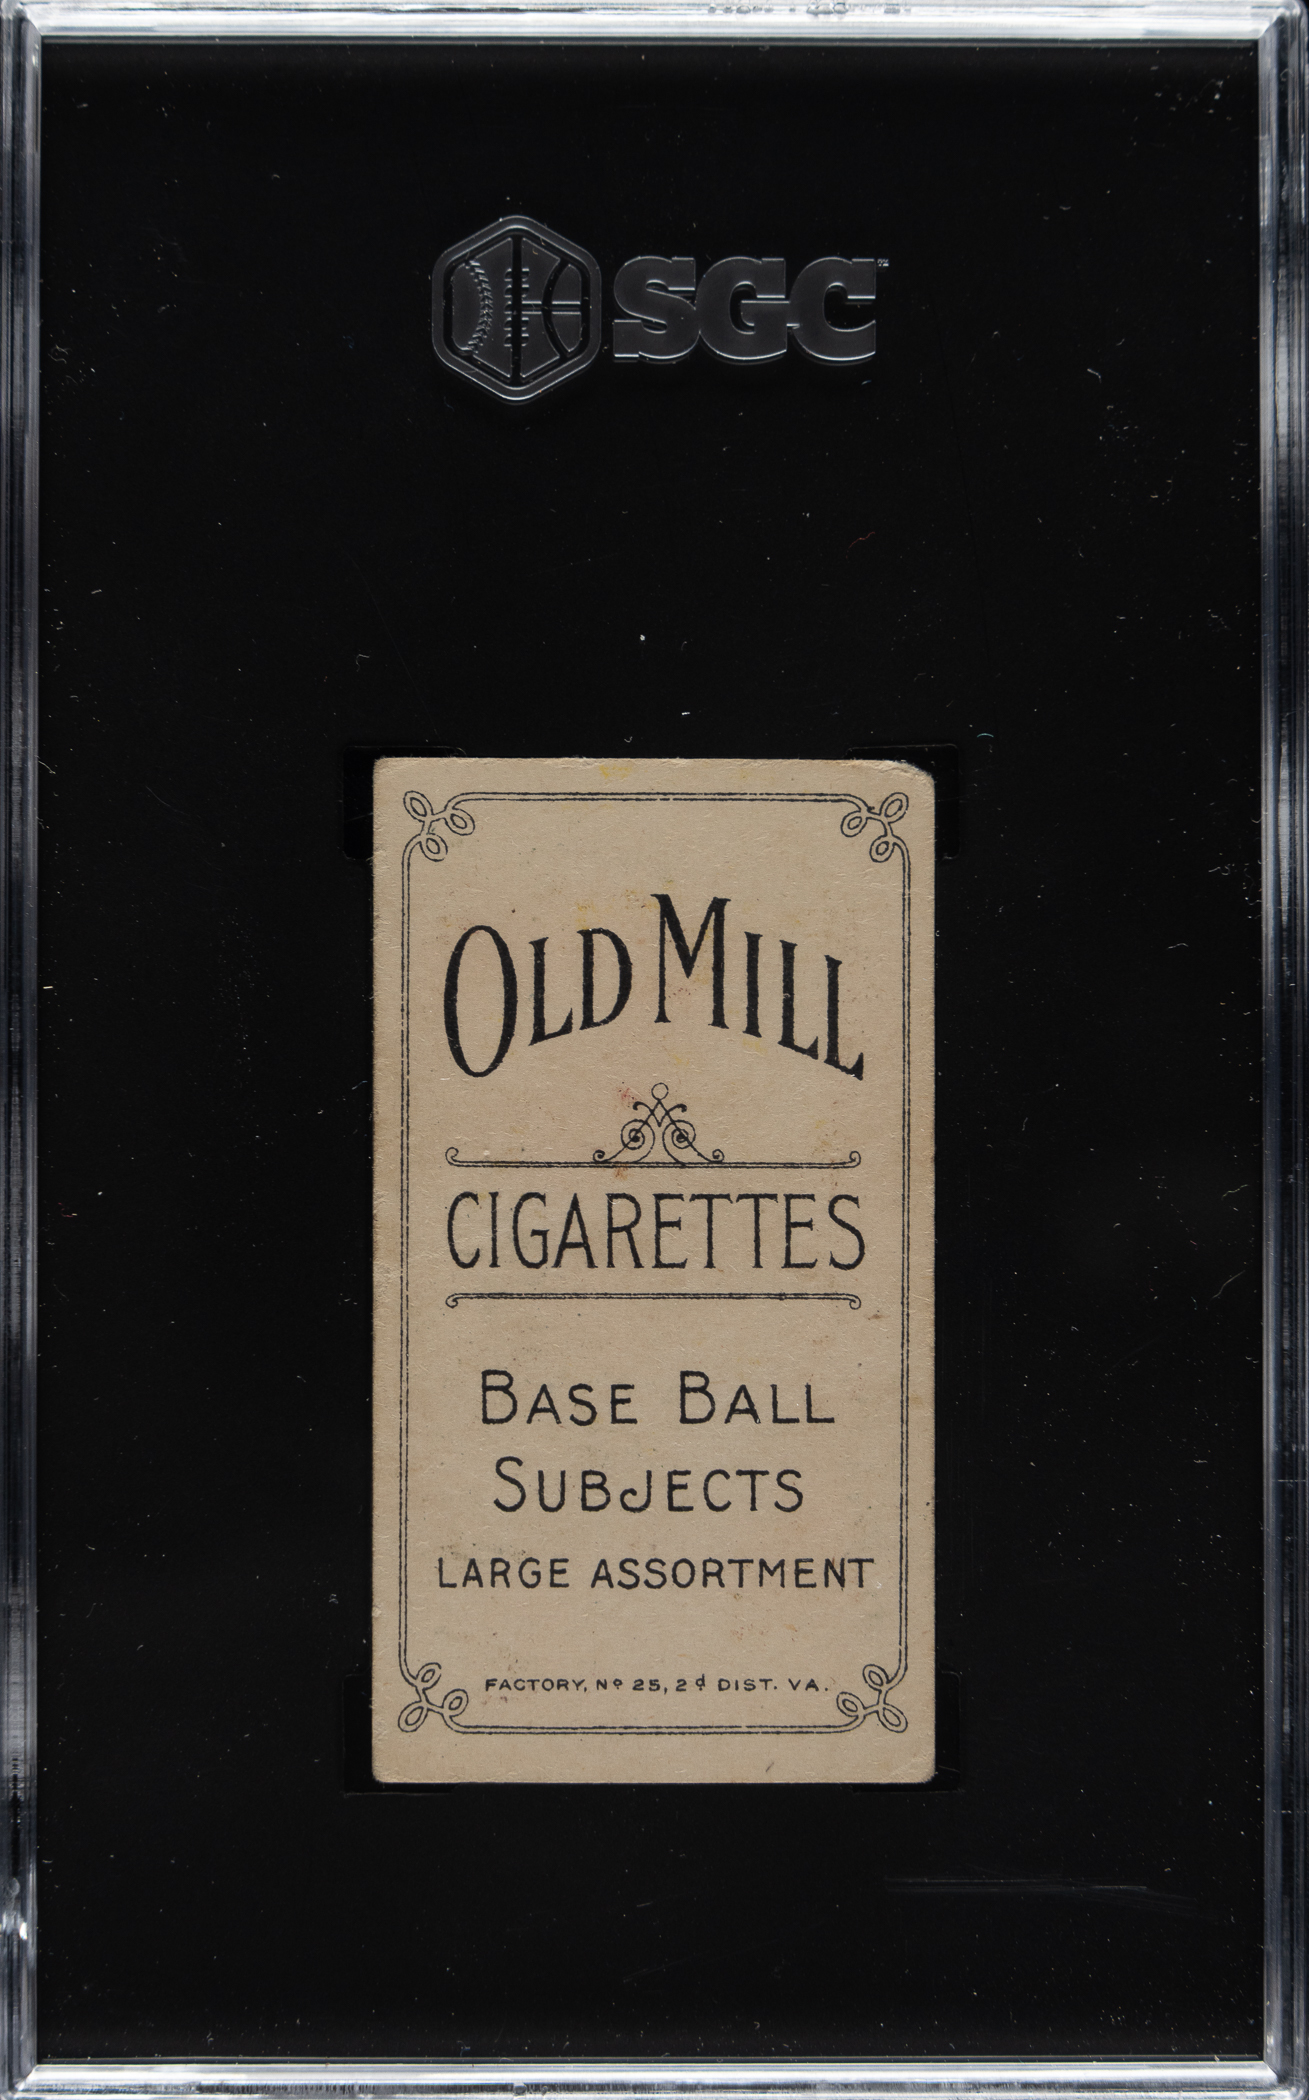 SGC
OLD MILL
CIGARETTES
BASE BALL
SUBJECTS
LARGE ASSORTMENT
FACTORY, Nº 25, 2ᵈ DIST. VA.